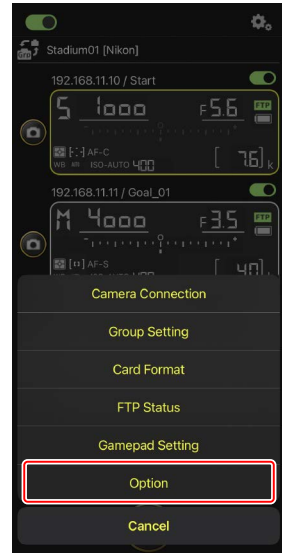 Stadium01 [Nikon]
192.168.11.10 / Start
S 1000 F5.6 FTP
AF-C
WB ISO-AUTO 400 [ 7.6] k
192.168.11.11 / Goal_01
M 4000 F3.5 FTP
AF-S
Camera Connection
Group Setting
Card Format
FTP Status
Gamepad Setting
Option
Cancel